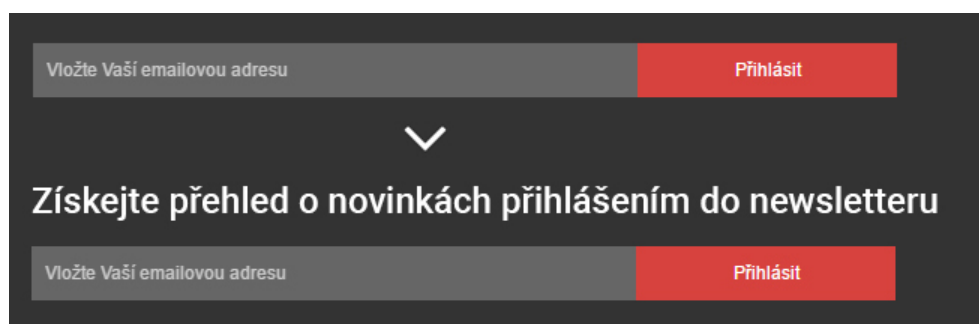 Vložte Vaší emailovou adresu Přihlásit
Získejte přehled o novinkách přihlášením do newsletteru
Vložte Vaší emailovou adresu Přihlásit